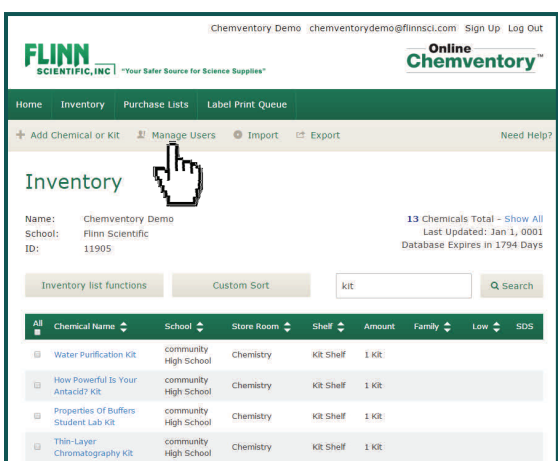 Chemventory Demo chemventorydemo@flinnsci.com Sign Up Log Out
FLINN
SCIENTIFIC, INC "Your Safer Source for Science Supplies"
Online
Chemventory™
Home Inventory Purchase Lists Label Print Queue
Add Chemical or Kit Manage Users Import Export Need Help?
Inventory
Name: Chemventory Demo
School: Flinn Scientific
ID: 11905
13 Chemicals Total - Show All
Last Updated: Jan 1, 0001
Database Expires in 1794 Days
Inventory list functions Custom Sort kit Search
All Chemical Name School Store Room Shelf Amount Family Low SDS
Water Purification Kit community High School Chemistry Kit Shelf 1 Kit
How Powerful Is Your Antacid? Kit community High School Chemistry Kit Shelf 1 Kit
Properties Of Buffers Student Lab Kit community High School Chemistry Kit Shelf 1 Kit
Thin-Layer Chromatography Kit community High School Chemistry Kit Shelf 1 Kit